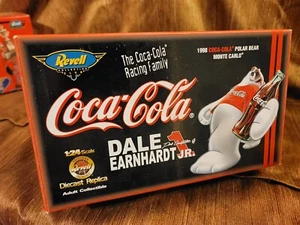 Revell
The Coca-Cola
Racing Family
1998 COCA-COLA POLAR BEAR
MONTE CARLO
Coca-Cola
1:24 Scale
Diecast Replica
Adult Collectible
DALE
1
EARNHARDT JR.